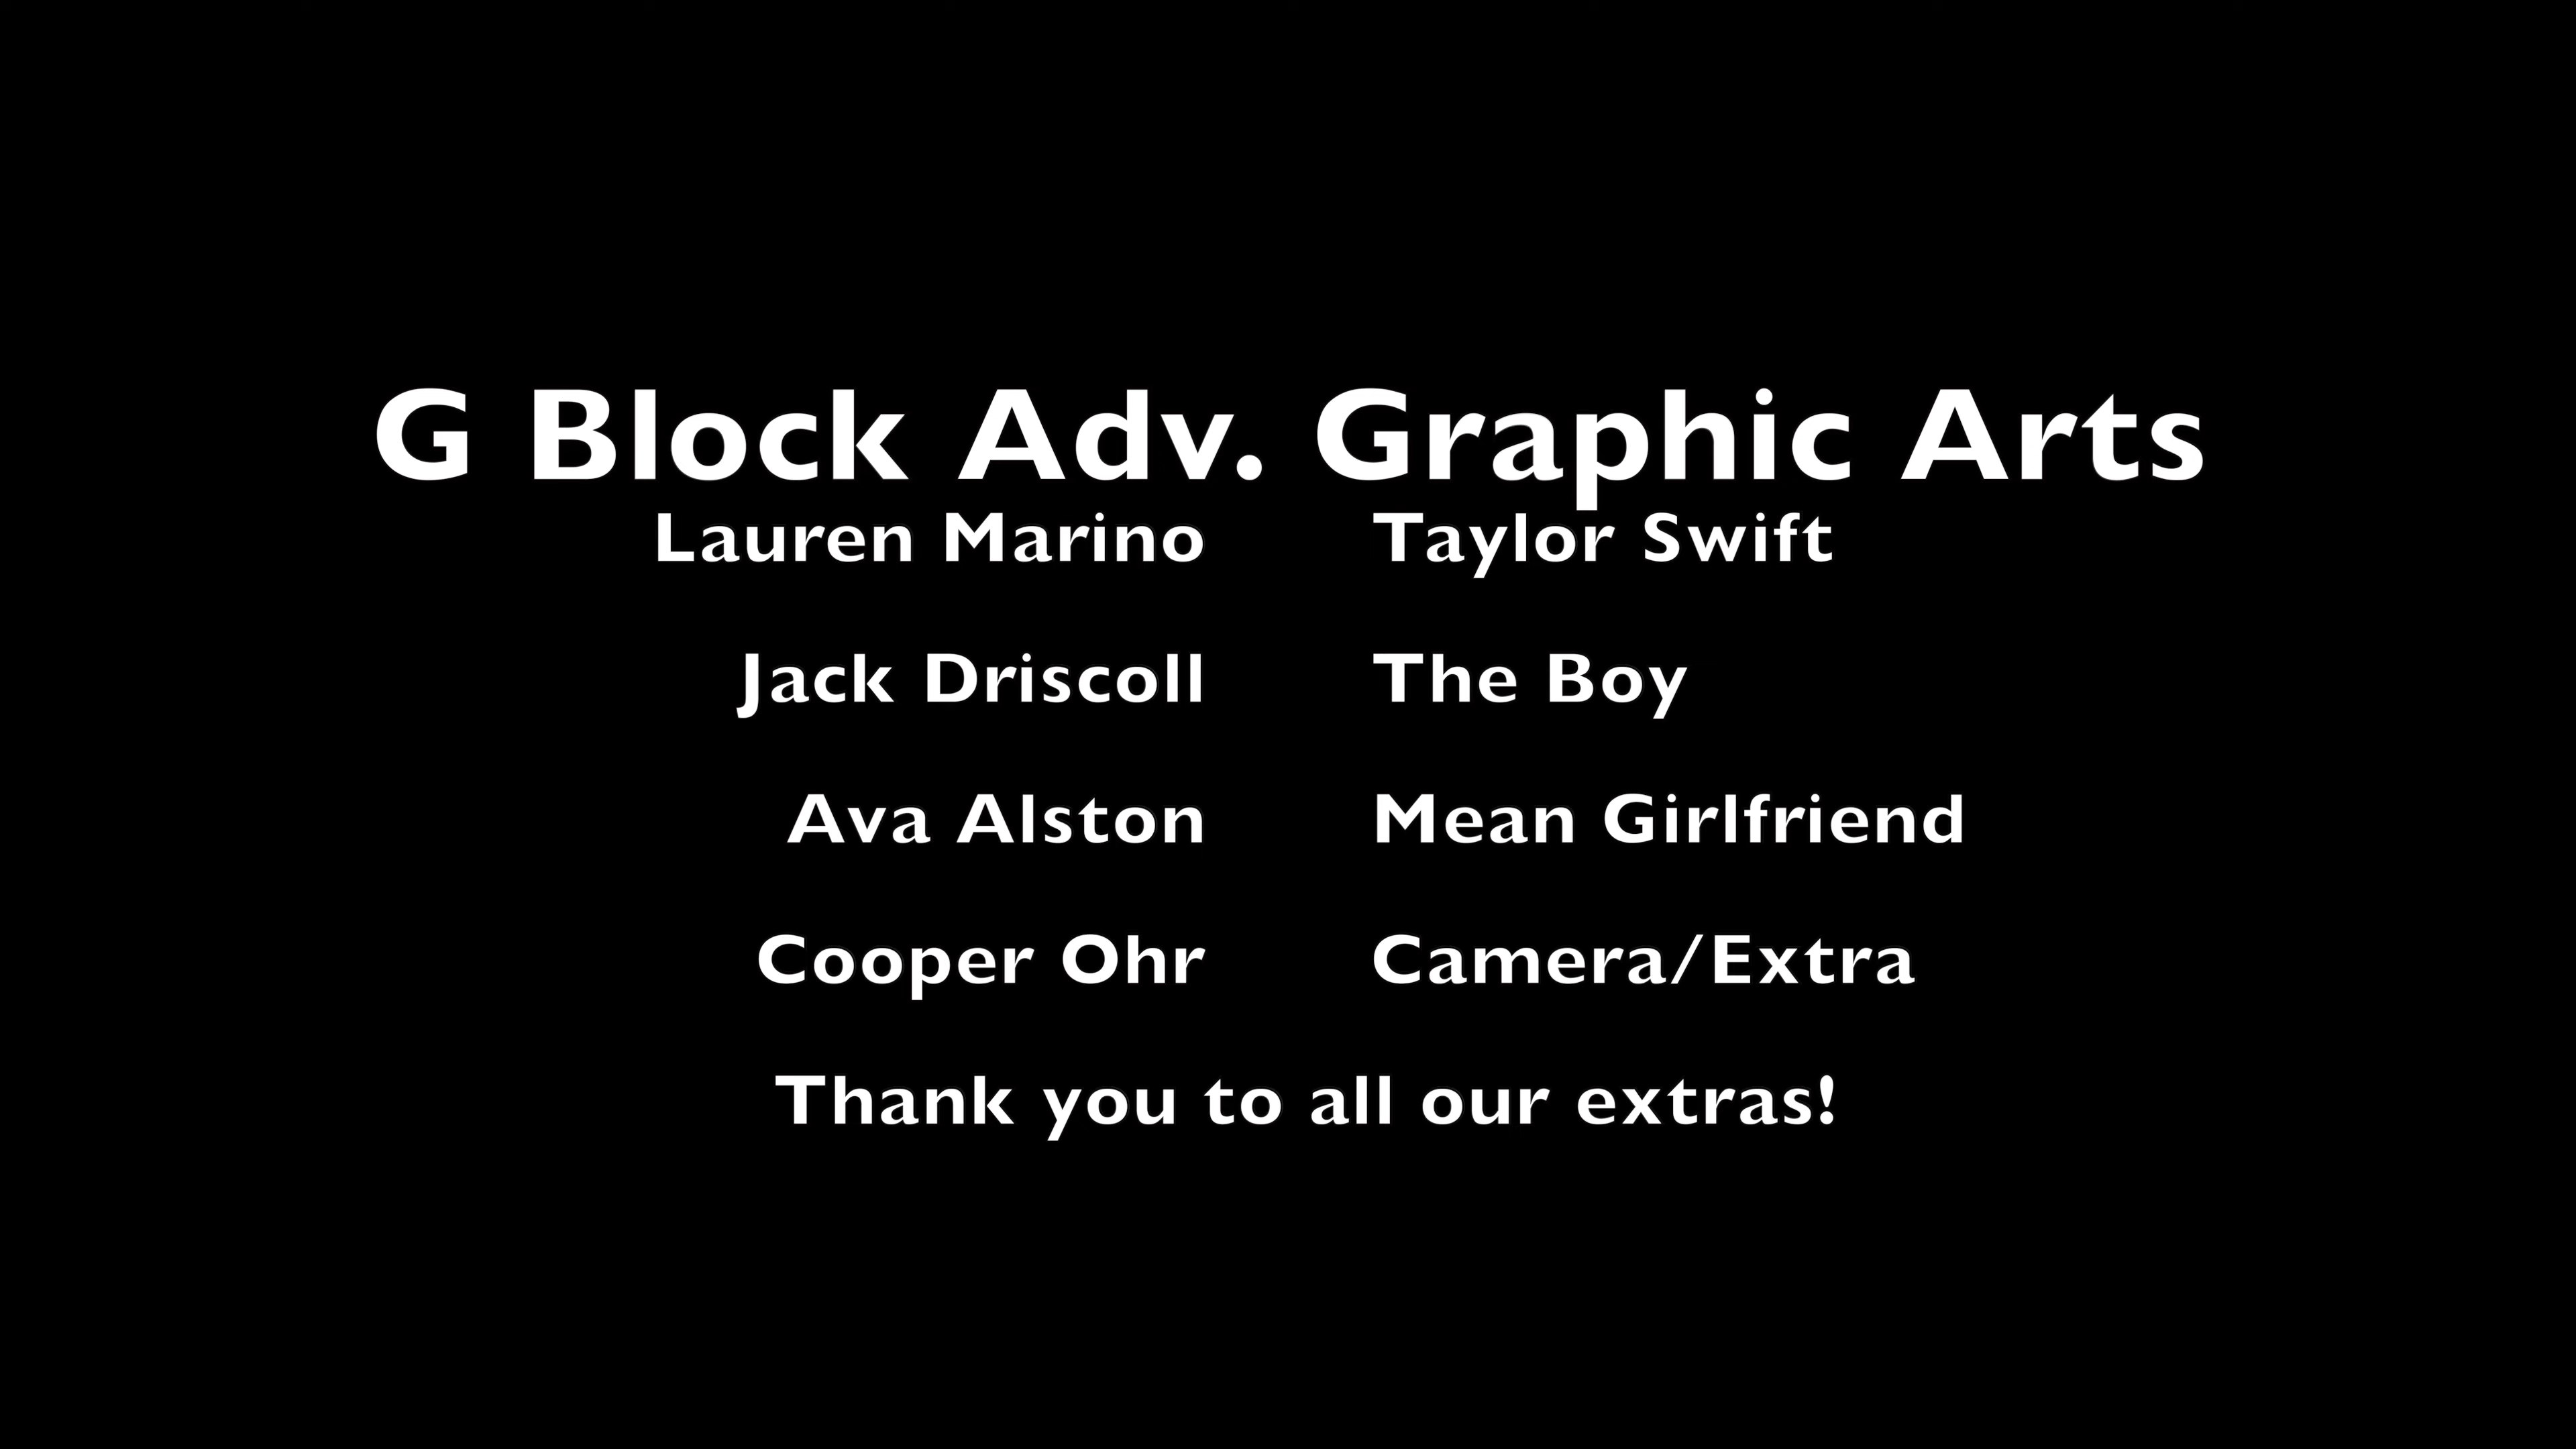 G Block Adv. Graphic Arts
Lauren Marino Taylor Swift
Jack Driscoll The Boy
Ava Alston Mean Girlfriend
Cooper Ohr Camera/Extra
Thank you to all our extras!